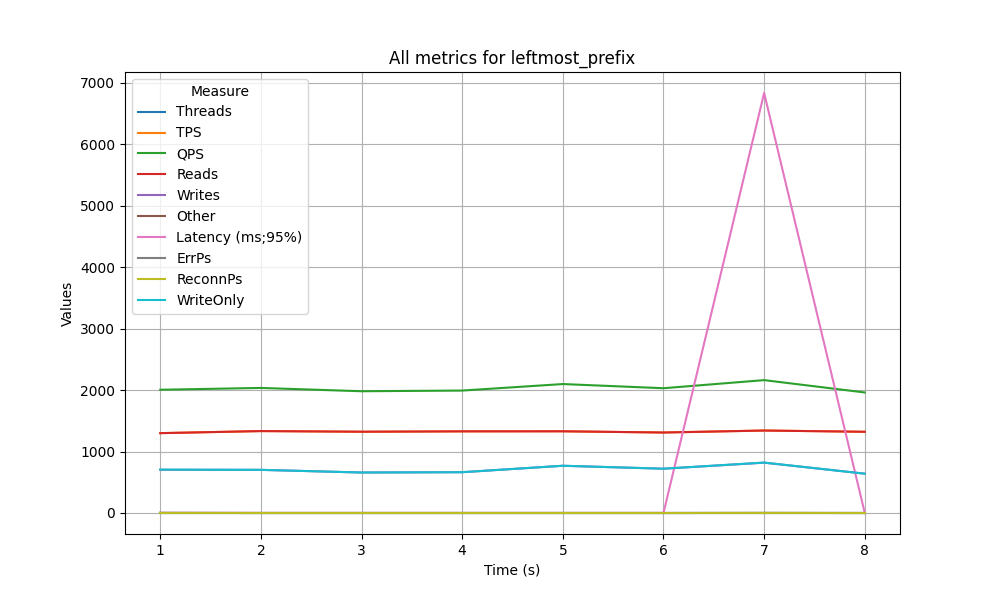 All metrics for leftmost_prefix
7000
6000
5000
4000
3000
2000
1000
0
Values
Measure
Threads
TPS
QPS
Reads
Writes
Other
Latency (ms;95%)
ErrPs
ReconnPs
WriteOnly
1 2 3 4 5 6 7 8
Time (s)